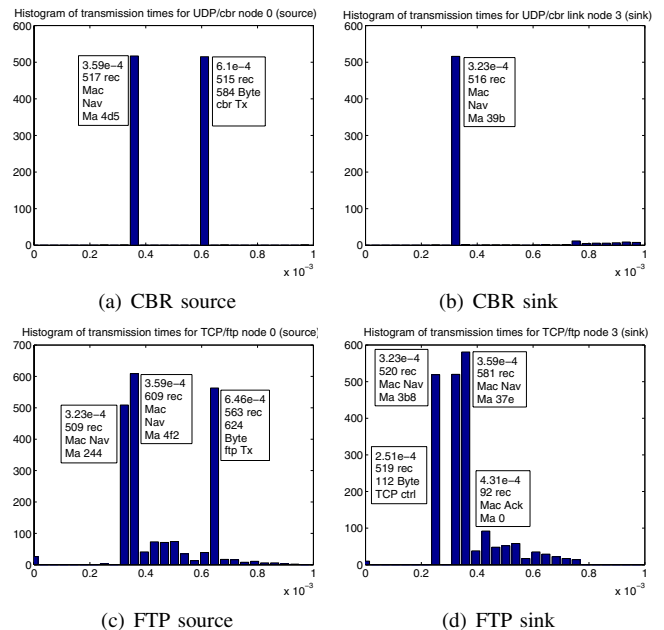 Histogram of transmission times for UDP/cbr node 0 (source)
600
500
400
300
200
100
0
3.59e-4
517 rec
Mac
Nav
Ma 4d5
6.1e-4
515 rec
584 Byte
cbr Tx
0 0.2 0.4 0.6 0.8 1
x 10-3
(a) CBR source
Histogram of transmission times for UDP/cbr link node 3 (sink)
600
500
400
300
200
100
0
3.23e-4
516 rec
Mac
Nav
Ma 39b
0 0.2 0.4 0.6 0.8 1
x 10-3
(b) CBR sink
Histogram of transmission times for TCP/ftp node 0 (source)
700
600
500
400
300
200
100
0
3.23e-4
509 rec
Mac Nav
Ma 244
3.59e-4
609 rec
Mac
Nav
Ma 4f2
6.46e-4
563 rec
624
Byte
ftp Tx
0 0.2 0.4 0.6 0.8 1
x 10-3
(c) FTP source
Histogram of transmission times for TCP/ftp node 3 (sink)
600
500
400
300
200
100
0
3.23e-4
520 rec
Mac Nav
Ma 3b8
3.59e-4
581 rec
Mac Nav
Ma 37e
2.51e-4
519 rec
112 Byte
TCP ctrl
4.31e-4
92 rec
Mac Ack
Ma 0
0 0.2 0.4 0.6 0.8 1
x 10-3
(d) FTP sink